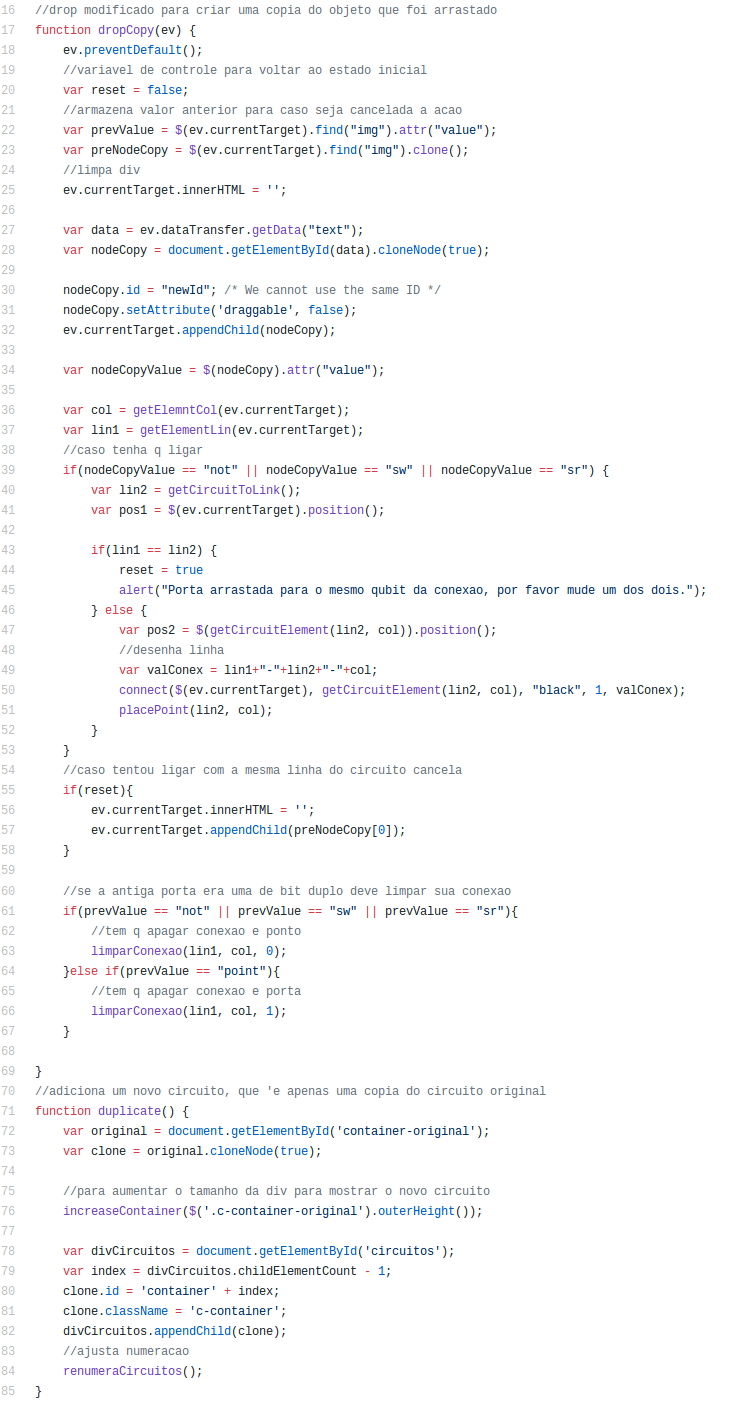 16 //drop modificado para criar uma copia do objeto que foi arrastado
17 function dropCopy(ev) {
18     ev.preventDefault();
19     //variavel de controle para voltar ao estado inicial
20     var reset = false;
21     //armazena valor anterior para caso seja cancelada a acao
22     var prevValue = $(ev.currentTarget).find("img").attr("value");
23     var preNodeCopy = $(ev.currentTarget).find("img").clone();
24     //limpa div
25     ev.currentTarget.innerHTML = '';
26
27     var data = ev.dataTransfer.getData("text");
28     var nodeCopy = document.getElementById(data).cloneNode(true);
29
30     nodeCopy.id = "newId"; /* We cannot use the same ID */
31     nodeCopy.setAttribute('draggable', false);
32     ev.currentTarget.appendChild(nodeCopy);
33
34     var nodeCopyValue = $(nodeCopy).attr("value");
35
36     var col = getElemntCol(ev.currentTarget);
37     var lin1 = getElementLin(ev.currentTarget);
38     //caso tenha q ligar
39     if(nodeCopyValue == "not" || nodeCopyValue == "sw" || nodeCopyValue == "sr") {
40         var lin2 = getCircuitToLink();
41         var pos1 = $(ev.currentTarget).position();
42
43         if(lin1 == lin2) {
44             reset = true
45             alert("Porta arrastada para o mesmo qubit da conexao, por favor mude um dos dois.");
46         } else {
47             var pos2 = $(getCircuitElement(lin2, col)).position();
48             //desenha linha
49             var valConex = lin1+"-"+lin2+"-"+col;
50             connect($(ev.currentTarget), getCircuitElement(lin2, col), "black", 1, valConex);
51             placePoint(lin2, col);
52         }
53     }
54     //caso tentou ligar com a mesma linha do circuito cancela
55     if(reset){
56         ev.currentTarget.innerHTML = '';
57         ev.currentTarget.appendChild(preNodeCopy[0]);
58     }
59
60     //se a antiga porta era uma de bit duplo deve limpar sua conexao
61     if(prevValue == "not" || prevValue == "sw" || prevValue == "sr"){
62         //tem q apagar conexao e ponto
63         limparConexao(lin1, col, 0);
64     }else if(prevValue == "point"){
65         //tem q apagar conexao e porta
66         limparConexao(lin1, col, 1);
67     }
68
69 }
70 //adiciona um novo circuito, que 'e apenas uma copia do circuito original
71 function duplicate() {
72     var original = document.getElementById('container-original');
73     var clone = original.cloneNode(true);
74
75     //para aumentar o tamanho da div para mostrar o novo circuito
76     increaseContainer($('.c-container-original').outerHeight());
77
78     var divCircuitos = document.getElementById('circuitos');
79     var index = divCircuitos.childElementCount - 1;
80     clone.id = 'container' + index;
81     clone.className = 'c-container';
82     divCircuitos.appendChild(clone);
83     //ajusta numeracao
84     renumeraCircuitos();
85 }